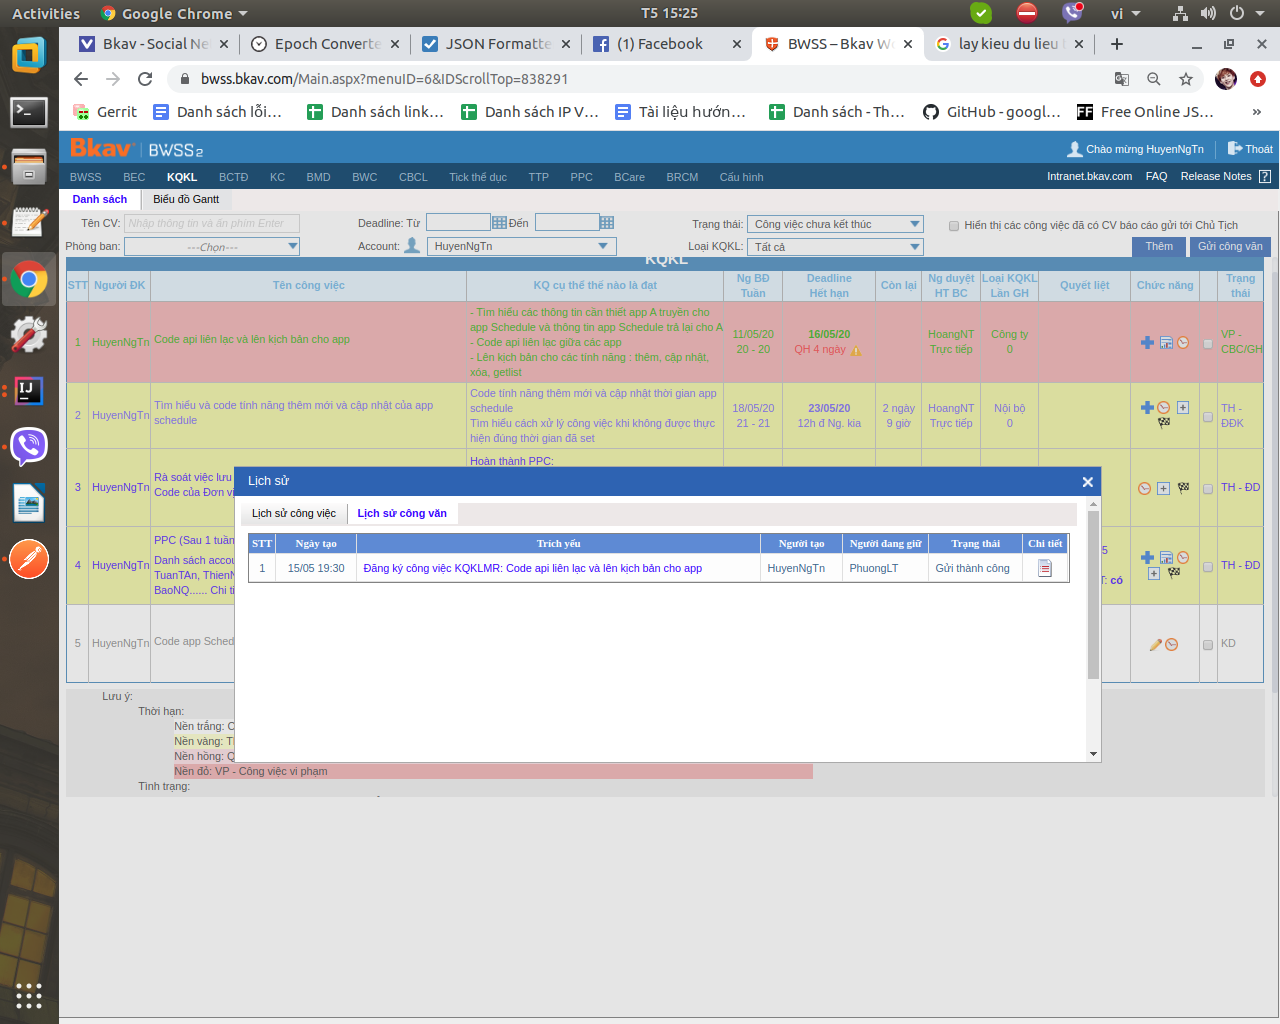 Activities
Google Chrome
T5 15:25
vi
Bkav - Social Ne
Epoch Converte
JSON Formatte
(1) Facebook
BWSS – Bkav W
lay kieu du lieu
bwss.bkav.com/Main.aspx?menuID=6&IDScrollTop=838291
Gerrit
Danh sách lỗi...
Danh sách link...
Danh sách IP V...
Tài liệu hướn...
Danh sách - Th...
GitHub - googl...
Free Online JS...
»
Bkav BWSS2
Chào mừng HuyenNgTn
Thoát
BWSS BEC KQKL BCTĐ KC BMD BWC CBCL Tick thể dục TTP PPC BCare BRCM Cấu hình
Intranet.bkav.com FAQ Release Notes ?
Danh sách Biểu đồ Gantt
Tên CV: Nhập thông tin và ấn phím Enter Deadline: Từ Đến Trạng thái: Công việc chưa kết thúc Hiển thị các công việc đã có CV báo cáo gửi tới Chủ Tịch
Phòng ban: ---Chọn--- Account: HuyenNgTn Loại KQKL: Tất cả Thêm Gửi công văn
KQKL
STT Người ĐK Tên công việc KQ cụ thể thế nào là đạt Ng BĐ Tuần Deadline Hết hạn Còn lại Ng duyệt HT BC Loại KQKL Lần GH Quyết liệt Chức năng Trạng thái
1 HuyenNgTn Code api liên lạc và lên kịch bản cho app
- Tìm hiểu các thông tin cần thiết app A truyền cho
app Schedule và thông tin app Schedule trả lại cho A
- Code api liên lạc giữa các app
- Lên kịch bản cho các tính năng : thêm, cập nhật,
xóa, getlist
11/05/20
20 - 20
16/05/20
QH 4 ngày
HoangNT
Trực tiếp
Công ty
0
VP -
CBC/GH
2 HuyenNgTn
Tìm hiểu và code tính năng thêm mới và cập nhật của app
schedule
Code tính năng thêm mới và cập nhật thời gian app
schedule
Tìm hiểu cách xử lý công việc khi không được thực
hiện đúng thời gian đã set
18/05/20
21 - 21
23/05/20
12h đ Ng. kia
2 ngày
9 giờ
HoangNT
Trực tiếp
Nội bộ
0
TH -
ĐĐK
3 HuyenNgTn
Rà soát việc lưu
Code của Đơn vị
Hoàn thành PPC:
TH - ĐD
4 HuyenNgTn
PPC (Sau 1 tuần
Danh sách accou
TuanTAn, ThienN
BaoNQ...... Chi ti
5
T: có
TH - ĐD
5 HuyenNgTn Code app Sched
KD
Lịch sử
Lịch sử công việc Lịch sử công văn
STT Ngày tạo Trích yếu Người tạo Người đang giữ Trạng thái Chi tiết
1 15/05 19:30 Đăng ký công việc KQKLMR: Code api liên lạc và lên kịch bản cho app HuyenNgTn PhuongLT Gửi thành công
Lưu ý:
Thời hạn:
Nền trắng: C
Nền vàng: T
Nền hồng: Q
Nền đỏ: VP - Công việc vi phạm
Tình trạng: